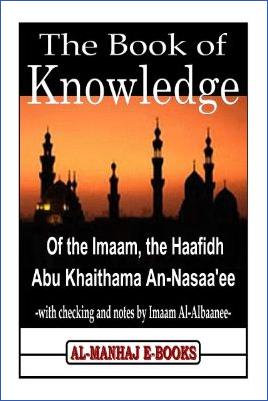 The Book of
Knowledge
Of the Imaam, the Haafidh
Abu Khaithama An-Nasaa'ee
-with checking and notes by Imaam Al-Albaanee-
AL-MANHAJ E-BOOKS